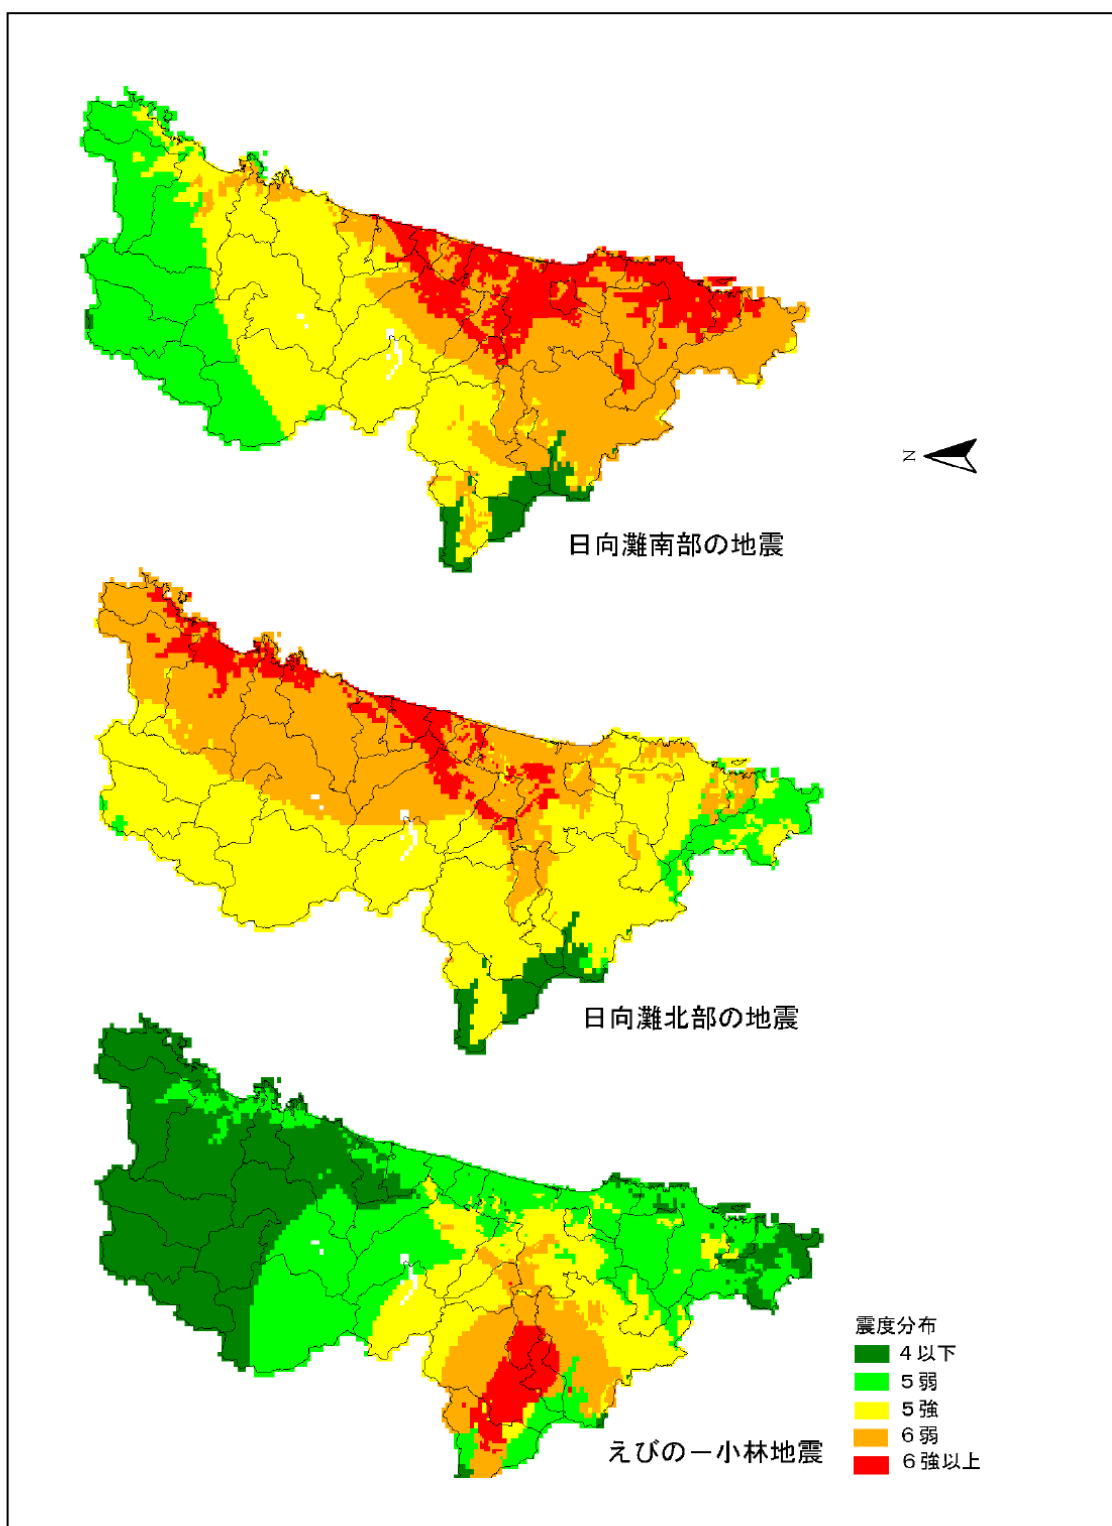 N
日向灘南部の地震
日向灘北部の地震
えびの－小林地震
震度分布
４以下
５弱
５強
６弱
６強以上